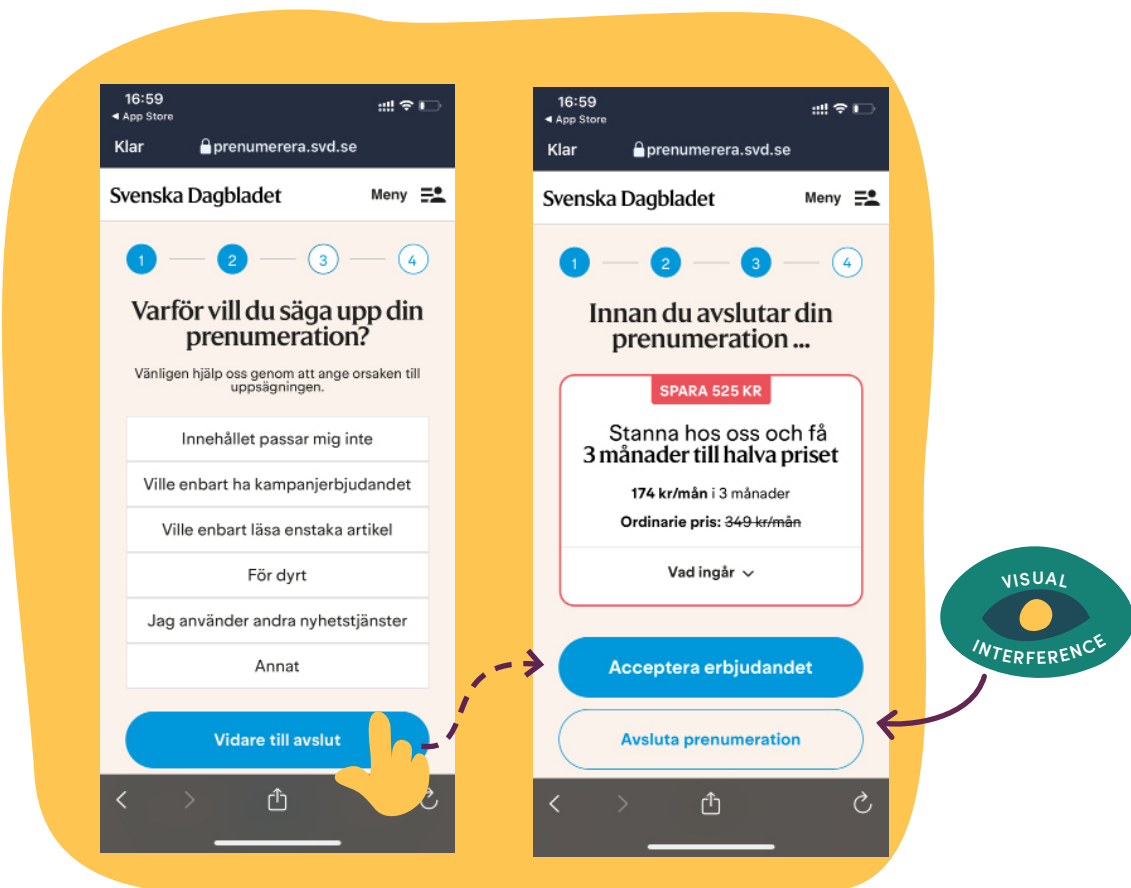 16:59
◀ App Store
Klar
prenumerera.svd.se
Svenska Dagbladet
Meny
1
2
3
4
Varför vill du säga upp din
prenumeration?
Vänligen hjälp oss genom att ange orsaken till
uppsägningen.
Innehållet passar mig inte
Ville enbart ha kampanjerbjudandet
Ville enbart läsa enstaka artikel
För dyrt
Jag använder andra nyhetstjänster
Annat
Vidare till avslut
16:59
◀ App Store
Klar
prenumerera.svd.se
Svenska Dagbladet
Meny
1
2
3
4
Innan du avslutar din
prenumeration ...
SPARA 525 KR
Stanna hos oss och få
3 månader till halva priset
174 kr/mån i 3 månader
Ordinarie pris: 349 kr/mån
Vad ingår
Acceptera erbjudandet
Avsluta prenumeration
VISUAL
INTERFERENCE